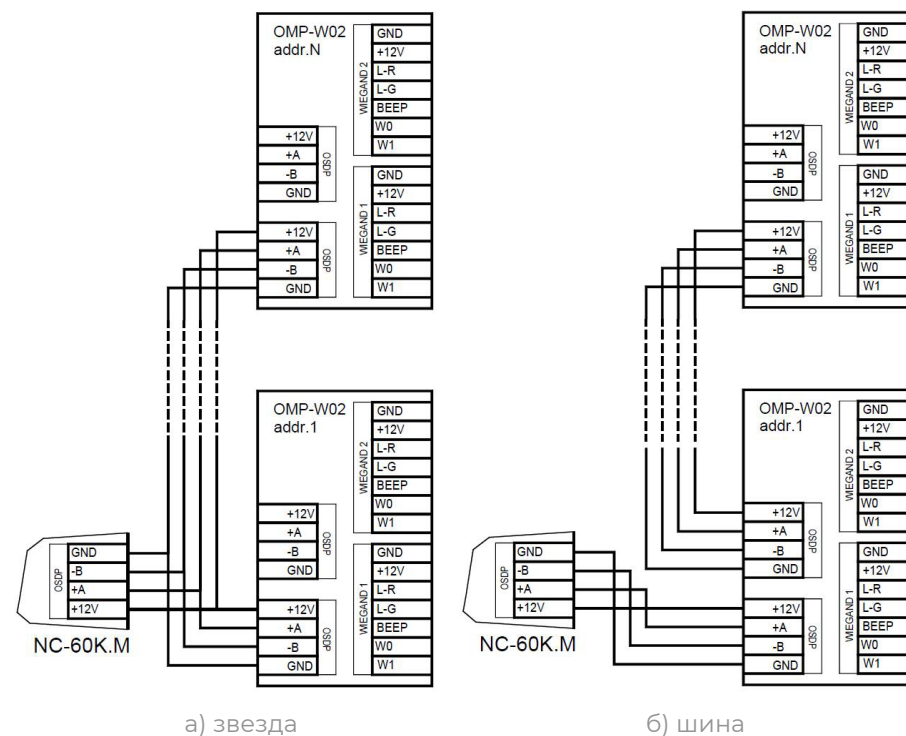 OMP-W02
addr.N
WIEGAND 2
GND
+12V
L-R
L-G
BEEP
W0
W1
+12V
+A
-B
GND
OSDP
WIEGAND 1
GND
+12V
L-R
L-G
BEEP
W0
W1
+12V
+A
-B
GND
OSDP
OMP-W02
addr.1
WIEGAND 2
GND
+12V
L-R
L-G
BEEP
W0
W1
+12V
+A
-B
GND
OSDP
WIEGAND 1
GND
+12V
L-R
L-G
BEEP
W0
W1
+12V
+A
-B
GND
OSDP
OSDP
GND
-B
+A
+12V
NC-60K.M
а) звезда
OMP-W02
addr.N
WIEGAND 2
GND
+12V
L-R
L-G
BEEP
W0
W1
+12V
+A
-B
GND
OSDP
WIEGAND 1
GND
+12V
L-R
L-G
BEEP
W0
W1
+12V
+A
-B
GND
OSDP
OMP-W02
addr.1
WIEGAND 2
GND
+12V
L-R
L-G
BEEP
W0
W1
+12V
+A
-B
GND
OSDP
WIEGAND 1
GND
+12V
L-R
L-G
BEEP
W0
W1
+12V
+A
-B
GND
OSDP
OSDP
GND
-B
+A
+12V
NC-60K.M
б) шина